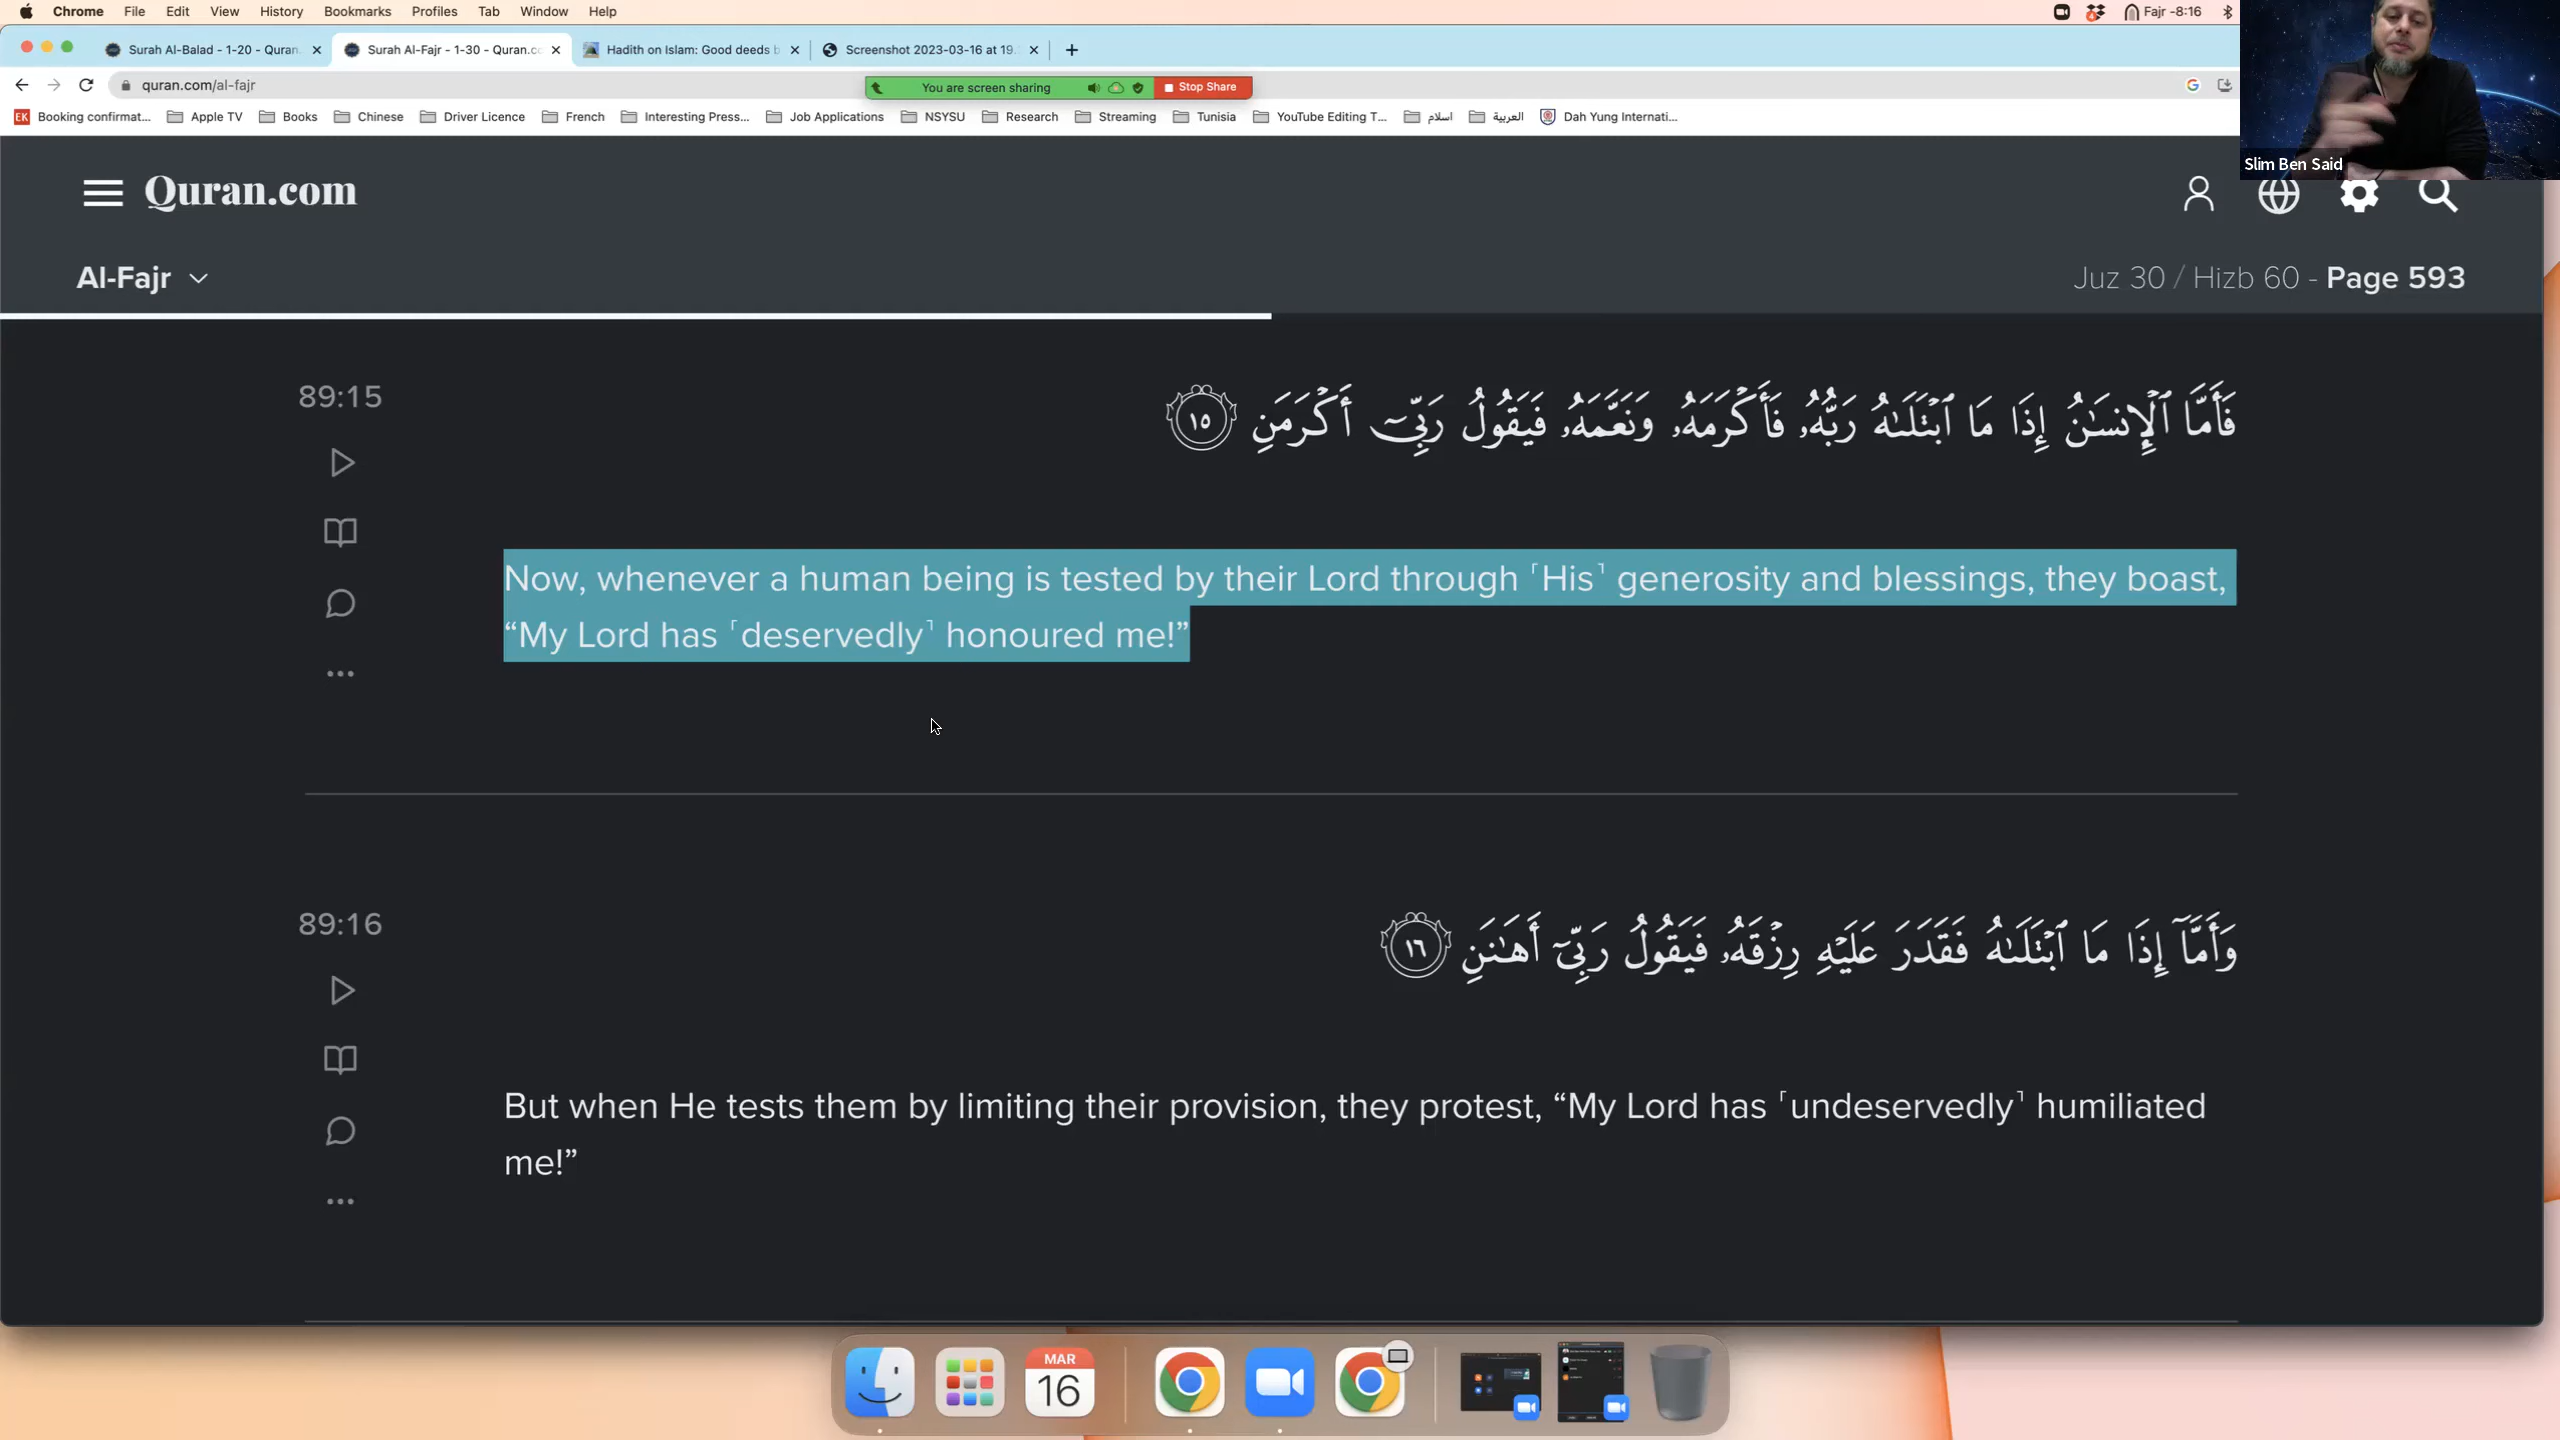 Chrome File Edit View History Bookmarks Profiles Tab Window Help Fajr -8:16
Surah Al-Balad - 1-20 - Quran. Surah Al-Fajr - 1-30 - Quran.c Hadith on Islam: Good deeds b Screenshot 2023-03-16 at 19.
quran.com/al-fajr
You are screen sharing Stop Share
EK Booking confirmat... Apple TV Books Chinese Driver Licence French Interesting Press... Job Applications NSYSU Research Streaming Tunisia YouTube Editing T... اسلام العربية Dah Yung Internati...
Slim Ben Said
Quran.com
Al-Fajr Juz 30 / Hizb 60 - Page 593
89:15
فَأَمَّا ٱلْإِنسَـٰنُ إِذَا مَا ٱبْتَلَىٰهُ رَبُّهُۥ فَأَكْرَمَهُۥ وَنَعَّمَهُۥ فَيَقُولُ رَبِّىٓ أَكْرَمَنِ ١٥
Now, whenever a human being is tested by their Lord through ˹His˺ generosity and blessings, they boast,
“My Lord has ˹deservedly˺ honoured me!”
89:16
وَأَمَّآ إِذَا مَا ٱبْتَلَىٰهُ فَقَدَرَ عَلَيْهِ رِزْقَهُۥ فَيَقُولُ رَبِّىٓ أَهَـٰنَنِ ١٦
But when He tests them by limiting their provision, they protest, “My Lord has ˹undeservedly˺ humiliated
me!”
MAR
16